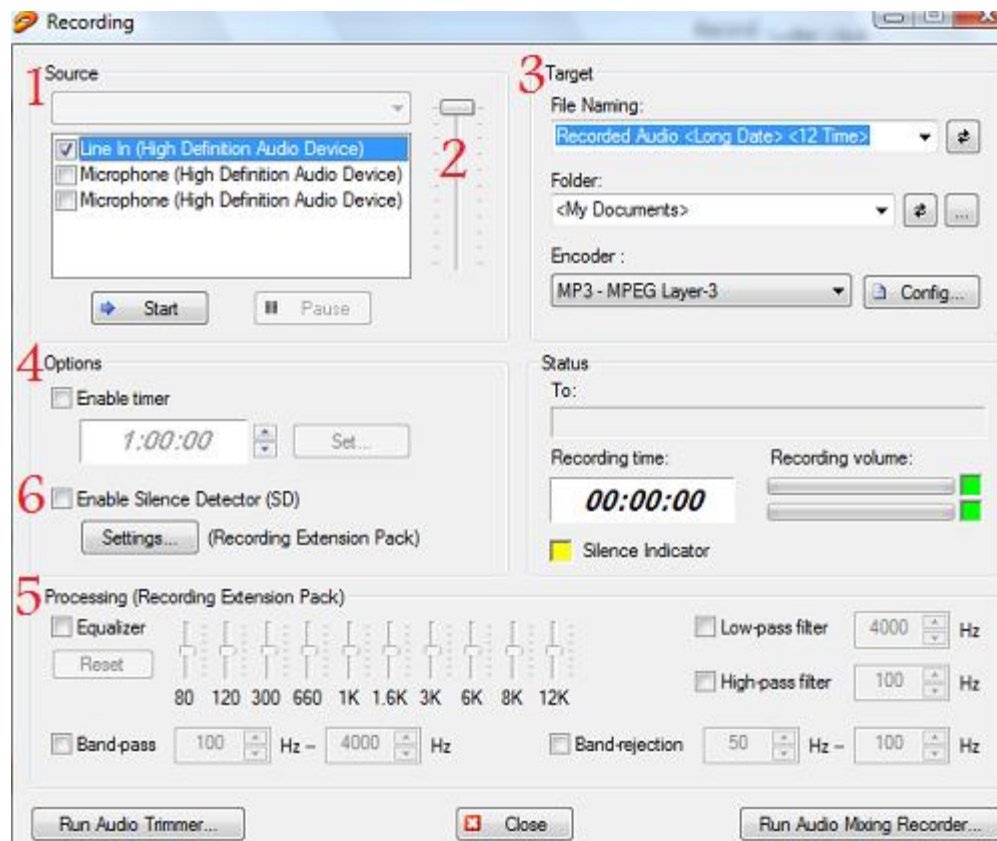 Recording
1 Source
2
Line In (High Definition Audio Device)
Microphone (High Definition Audio Device)
Microphone (High Definition Audio Device)
Start
Pause
3 Target
File Naming:
Recorded Audio <Long Date> <12 Time>
Folder:
<My Documents>
...
Encoder :
MP3 - MPEG Layer-3
Config...
4 Options
Enable timer
1:00:00
Set...
6 Enable Silence Detector (SD)
Settings...
(Recording Extension Pack)
Status
To:
Recording time:
Recording volume:
00:00:00
Silence Indicator
5 Processing (Recording Extension Pack)
Equalizer
Reset
80 120 300 660 1K 1.6K 3K 6K 8K 12K
Low-pass filter 4000 Hz
High-pass filter 100 Hz
Band-pass 100 Hz – 4000 Hz
Band-rejection 50 Hz – 100 Hz
Run Audio Trimmer...
Close
Run Audio Mixing Recorder...